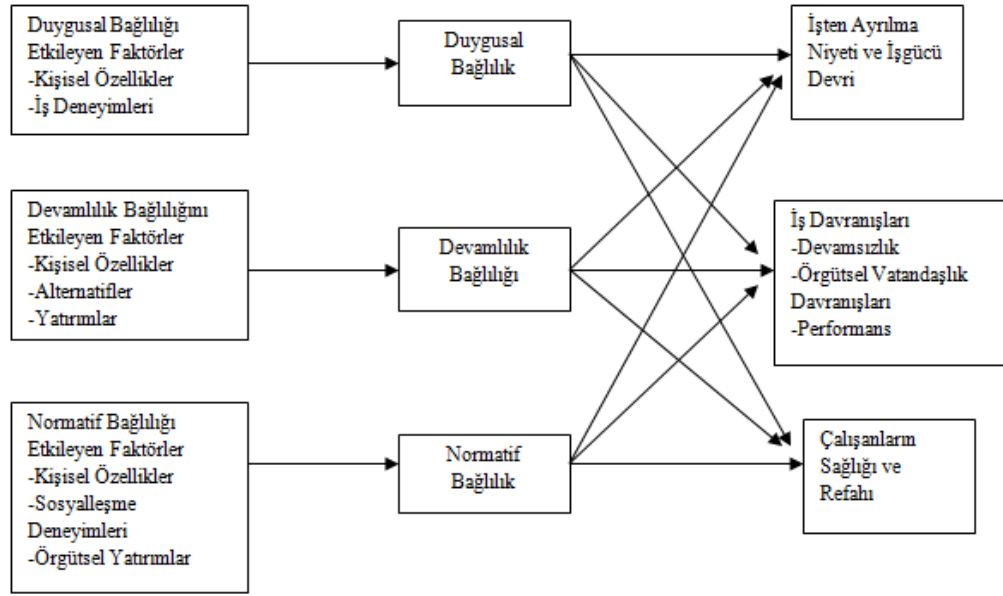 Duygusal Bağlılığı
Etkileyen Faktörler
-Kişisel Özellikler
-İş Deneyimleri
Duygusal
Bağlılık
İşten Ayrılma
Niyeti ve İşgücü
Devri
Devamlılık Bağlılığını
Etkileyen Faktörler
-Kişisel Özellikler
-Alternatifler
-Yatırımlar
Devamlılık
Bağlılığı
İş Davranışları
-Devamsızlık
-Örgütsel Vatandaşlık
Davranışları
-Performans
Normatif Bağlılığı
Etkileyen Faktörler
-Kişisel Özellikler
-Sosyalleşme
Deneyimleri
-Örgütsel Yatırımlar
Normatif
Bağlılık
Çalışanların
Sağlığı ve
Refahı